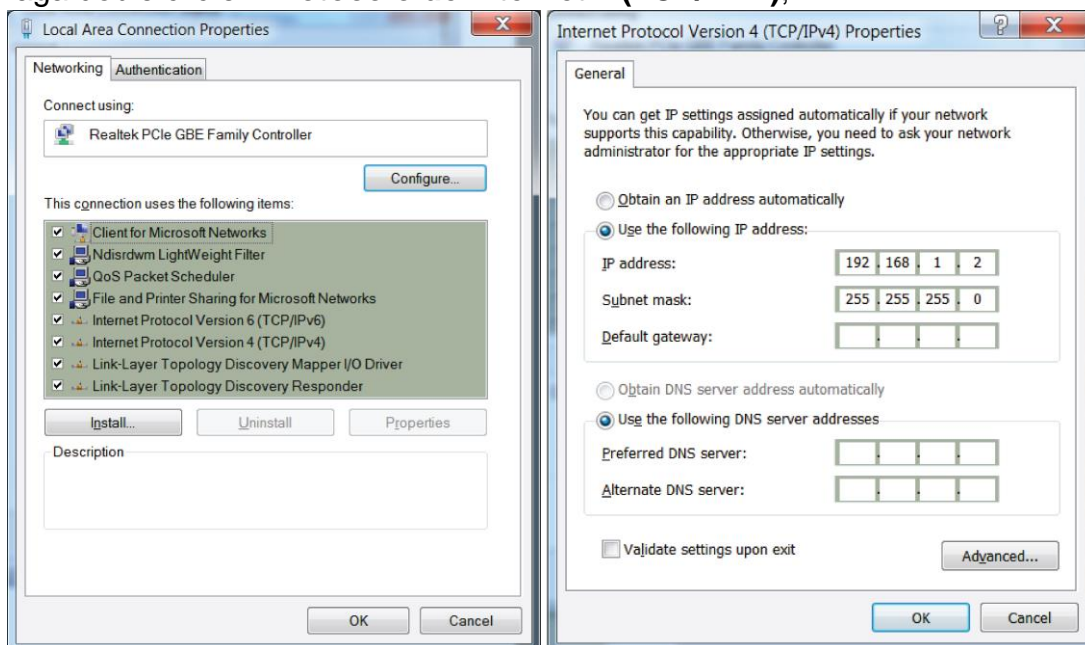 Local Area Connection Properties
Networking Authentication
Connect using:
Realtek PCIe GBE Family Controller
Configure...
This connection uses the following items:
Client for Microsoft Networks
Ndisrdwm LightWeight Filter
QoS Packet Scheduler
File and Printer Sharing for Microsoft Networks
Internet Protocol Version 6 (TCP/IPv6)
Internet Protocol Version 4 (TCP/IPv4)
Link-Layer Topology Discovery Mapper I/O Driver
Link-Layer Topology Discovery Responder
Install... Uninstall Properties
Description
OK Cancel
Internet Protocol Version 4 (TCP/IPv4) Properties
General
You can get IP settings assigned automatically if your network
supports this capability. Otherwise, you need to ask your network
administrator for the appropriate IP settings.
Obtain an IP address automatically
Use the following IP address:
IP address: 192 . 168 . 1 . 2
Subnet mask: 255 . 255 . 255 . 0
Default gateway: . . .
Obtain DNS server address automatically
Use the following DNS server addresses
Preferred DNS server: . . .
Alternate DNS server: . . .
Validate settings upon exit
Advanced...
OK Cancel